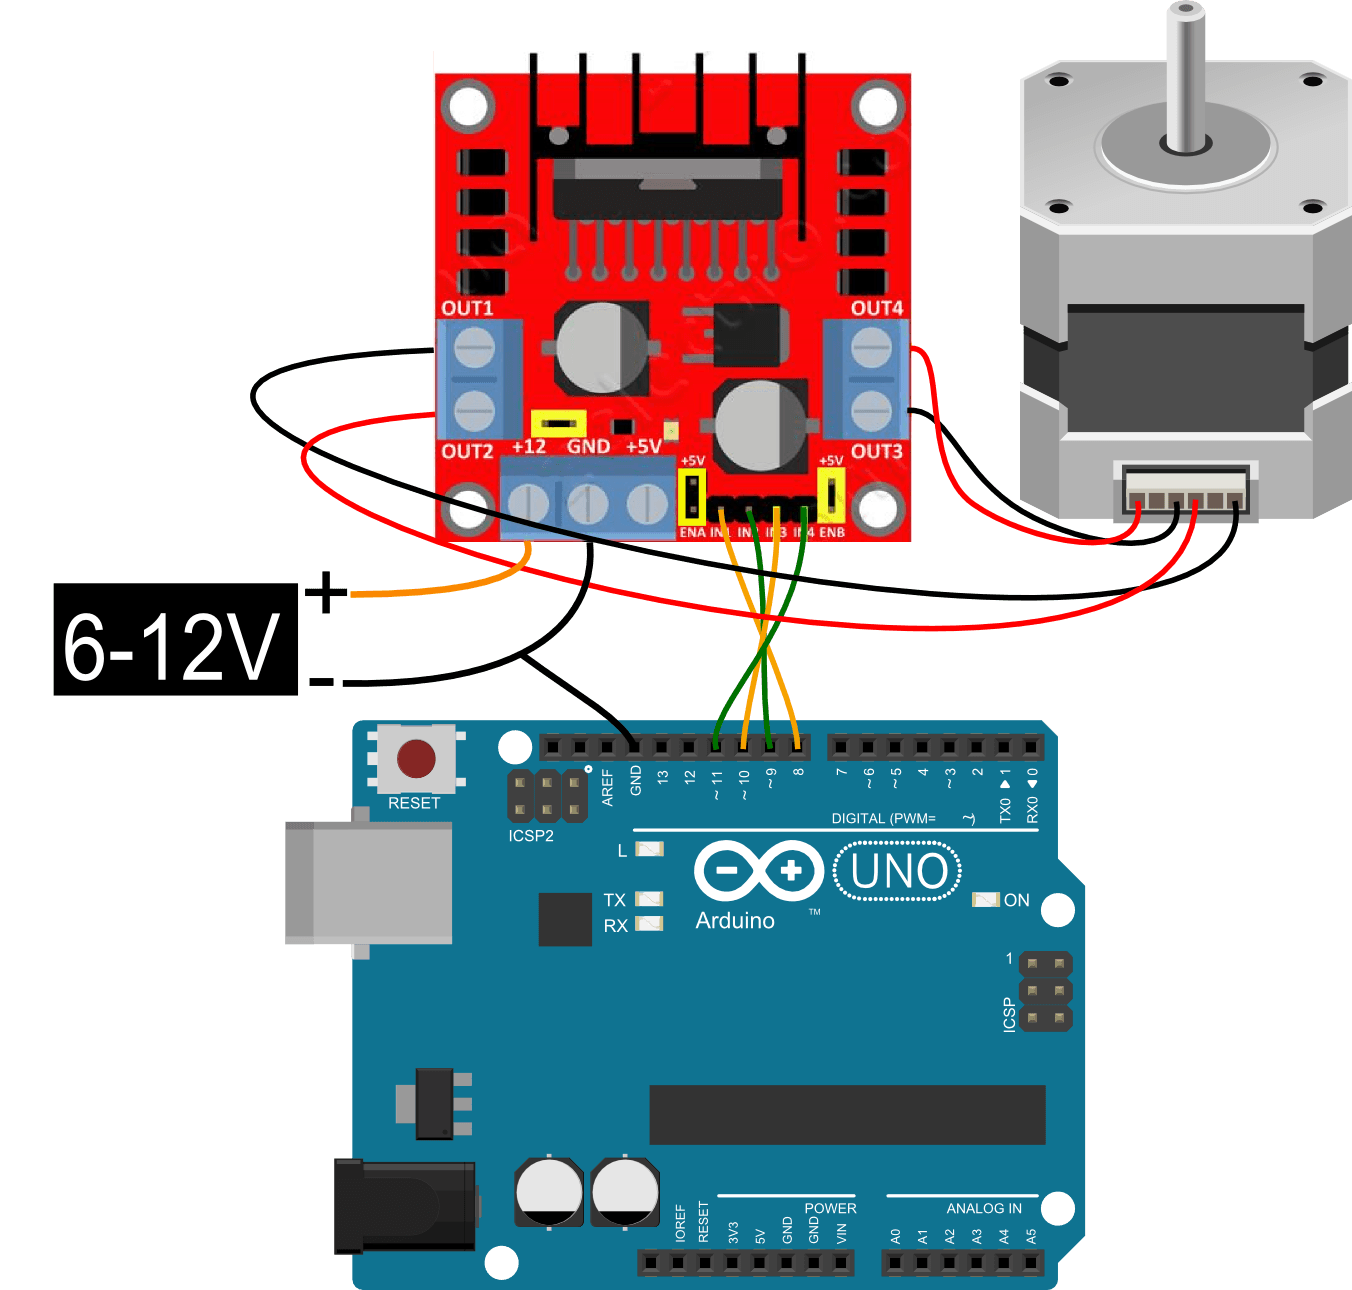 OUT1
OUT4
OUT2
+12 GND +5V
OUT3
+5V
+5V
ENA IN1 IN2 IN3 IN4 ENB
+
6-12V
-
RESET
AREF
GND
13
12
~11
~10
~9
8
7
~6
~5
4
~3
2
TX0 ▶ 1
RX0 ◀ 0
ICSP2
DIGITAL (PWM= ~)
L
TX
RX
UNO
Arduino
TM
ON
1
ICSP
POWER
ANALOG IN
IOREF
RESET
3V3
5V
GND
GND
VIN
A0
A1
A2
A3
A4
A5